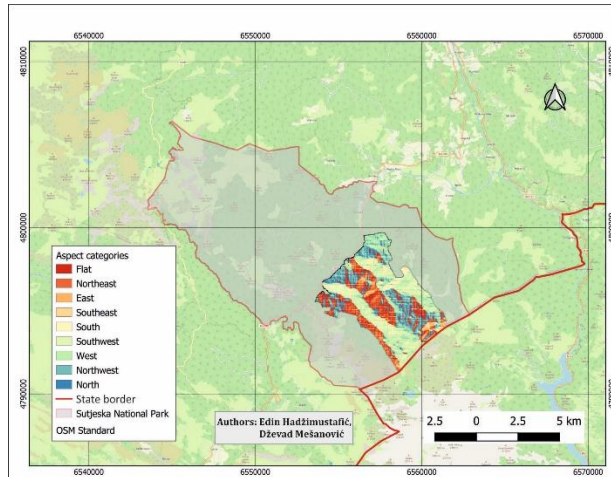 6540000 6550000 6560000 6570000
4810000 4810000
4800000
4790000
Aspect categories
Flat
Northeast
East
Southeast
South
Southwest
West
Northwest
North
State border
Sutjeska National Park
OSM Standard
Authors: Edin Hadžimustafić,
Dževad Mešanović
2.5 0 2.5 5 km
6540000 6550000 6560000 6570000